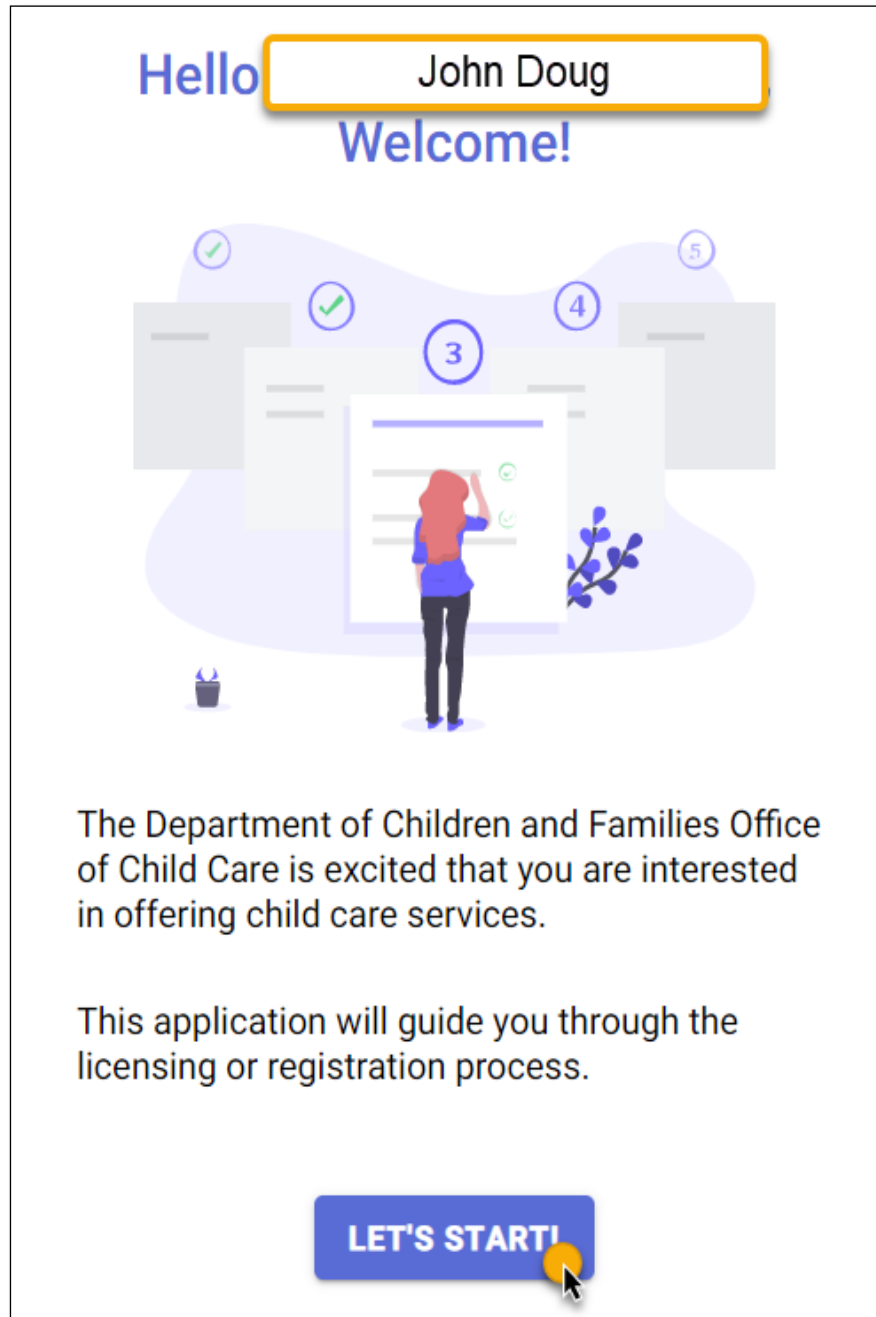 Hello John Doug,
Welcome!
5
4
3
The Department of Children and Families Office
of Child Care is excited that you are interested
in offering child care services.
This application will guide you through the
licensing or registration process.
LET'S START!